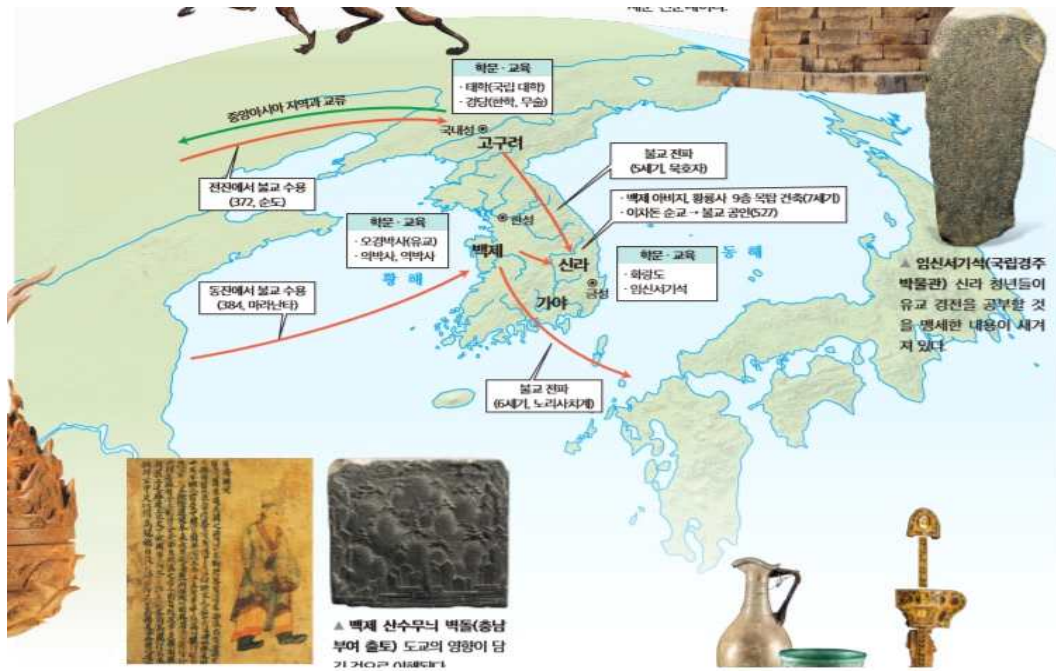 학문·교육
· 태학(국립 대학)
· 경당(한학, 무술)
중앙아시아 지역과 교류
국내성
고구려
불교 전파
(5세기, 묵호자)
전진에서 불교 수용
(372, 순도)
· 백제 아비지, 황룡사 9층 목탑 건축(7세기)
· 이차돈 순교 → 불교 공인(527)
학문·교육
· 오경박사(유교)
· 의박사, 역박사
한성
백제
신라
황 해
동 해
학문·교육
· 화랑도
· 임신서기석
금성
가야
동진에서 불교 수용
(384, 마라난타)
불교 전파
(6세기, 노리사치계)
▲ 임신서기석(국립경주
박물관) 신라 청년들이
유교 경전을 공부할 것
을 맹세한 내용이 새겨
져 있다.
▲ 백제 산수무늬 벽돌(충남
부여 출토) 도교의 영향이 담
긴 것으로 이해된다.